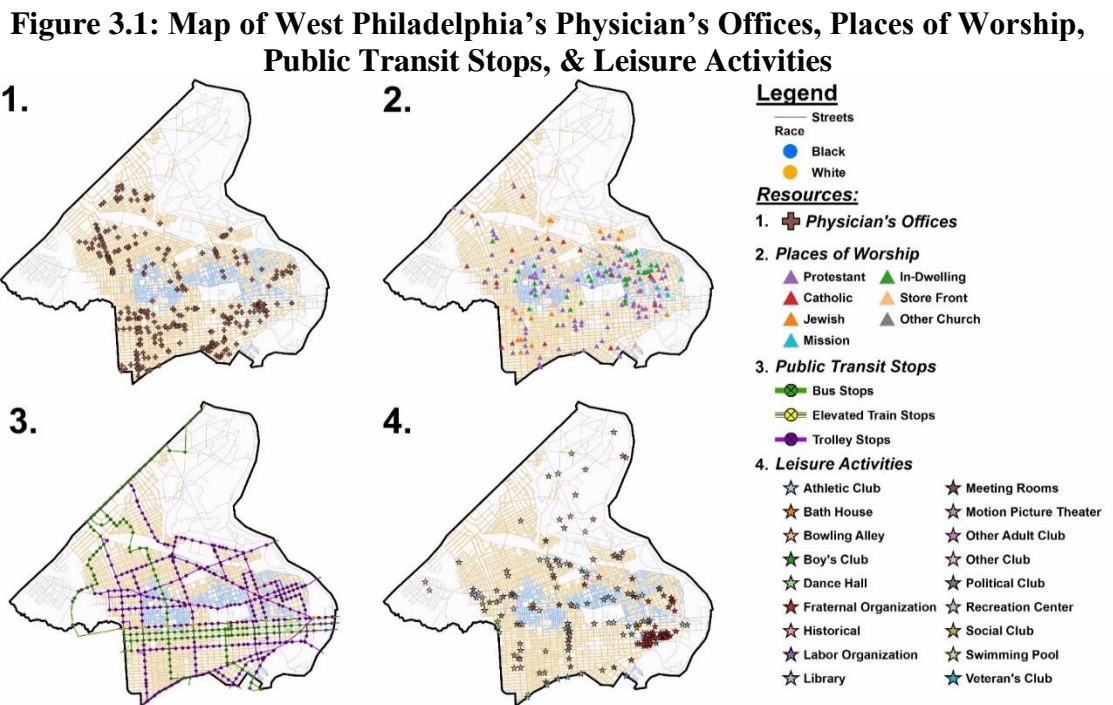 Figure 3.1: Map of West Philadelphia’s Physician’s Offices, Places of Worship,
Public Transit Stops, & Leisure Activities
1.
2.
3.
4.
Legend
Streets
Race
Black
White
Resources:
1. Physician's Offices
2. Places of Worship
Protestant
In-Dwelling
Catholic
Store Front
Jewish
Other Church
Mission
3. Public Transit Stops
Bus Stops
Elevated Train Stops
Trolley Stops
4. Leisure Activities
Athletic Club
Meeting Rooms
Bath House
Motion Picture Theater
Bowling Alley
Other Adult Club
Boy's Club
Other Club
Dance Hall
Political Club
Fraternal Organization
Recreation Center
Historical
Social Club
Labor Organization
Swimming Pool
Library
Veteran's Club